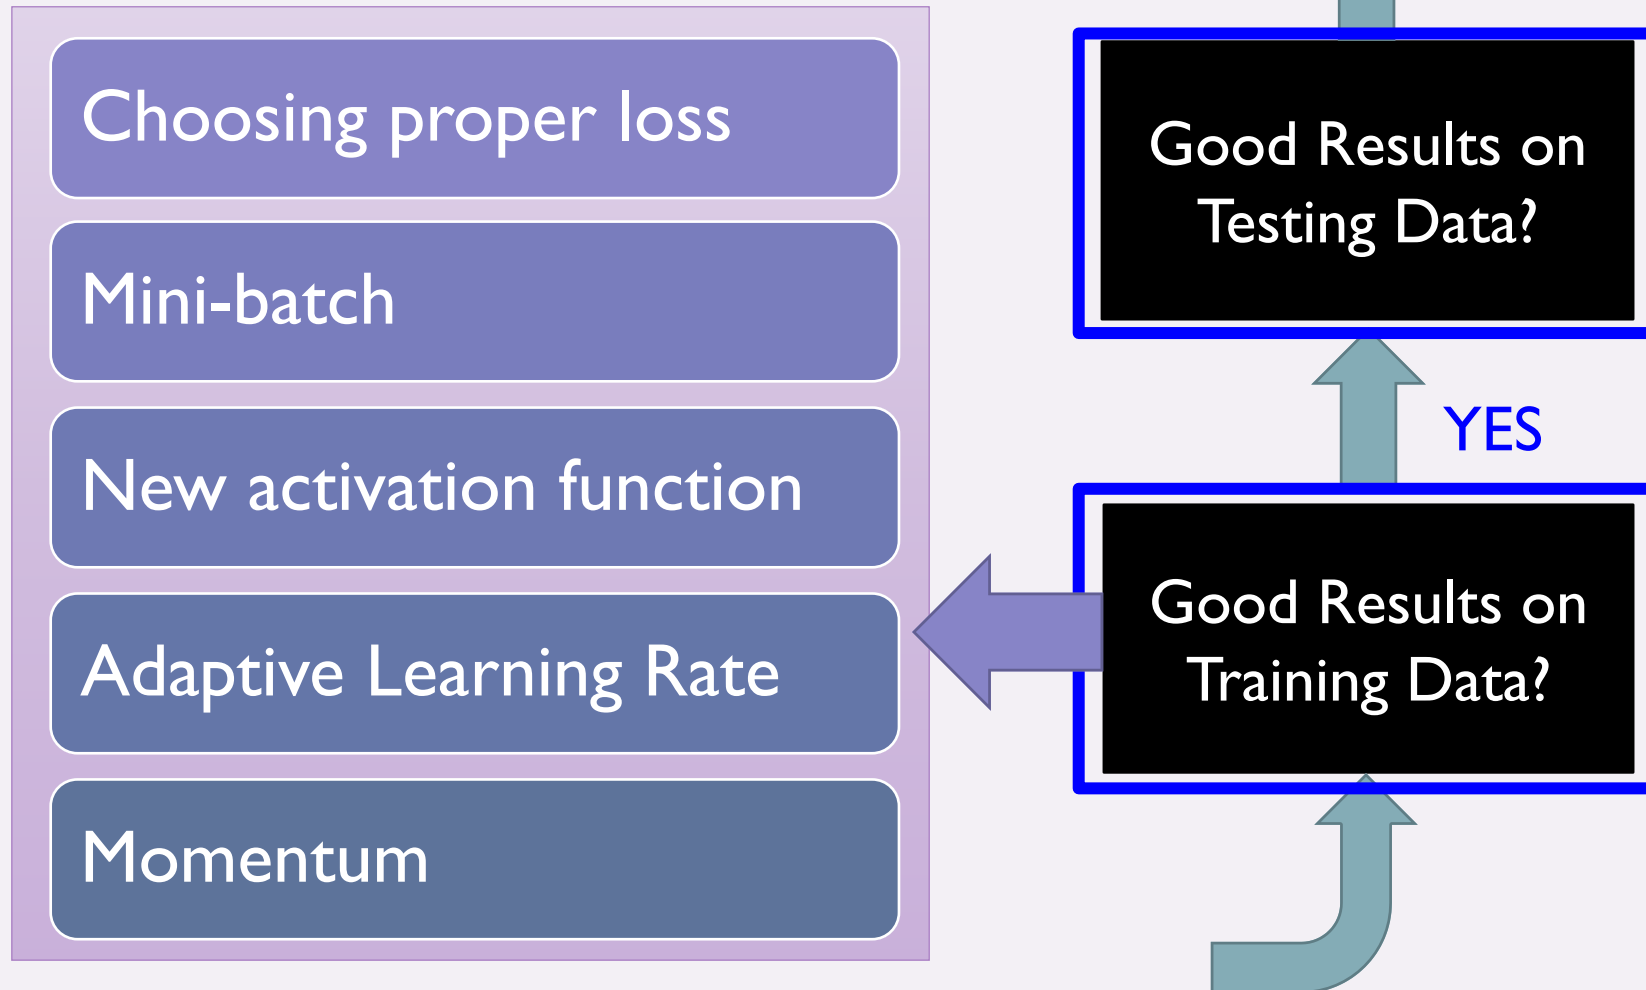 Choosing proper loss
Mini-batch
New activation function
Adaptive Learning Rate
Momentum
Good Results on
Testing Data?
YES
Good Results on
Training Data?